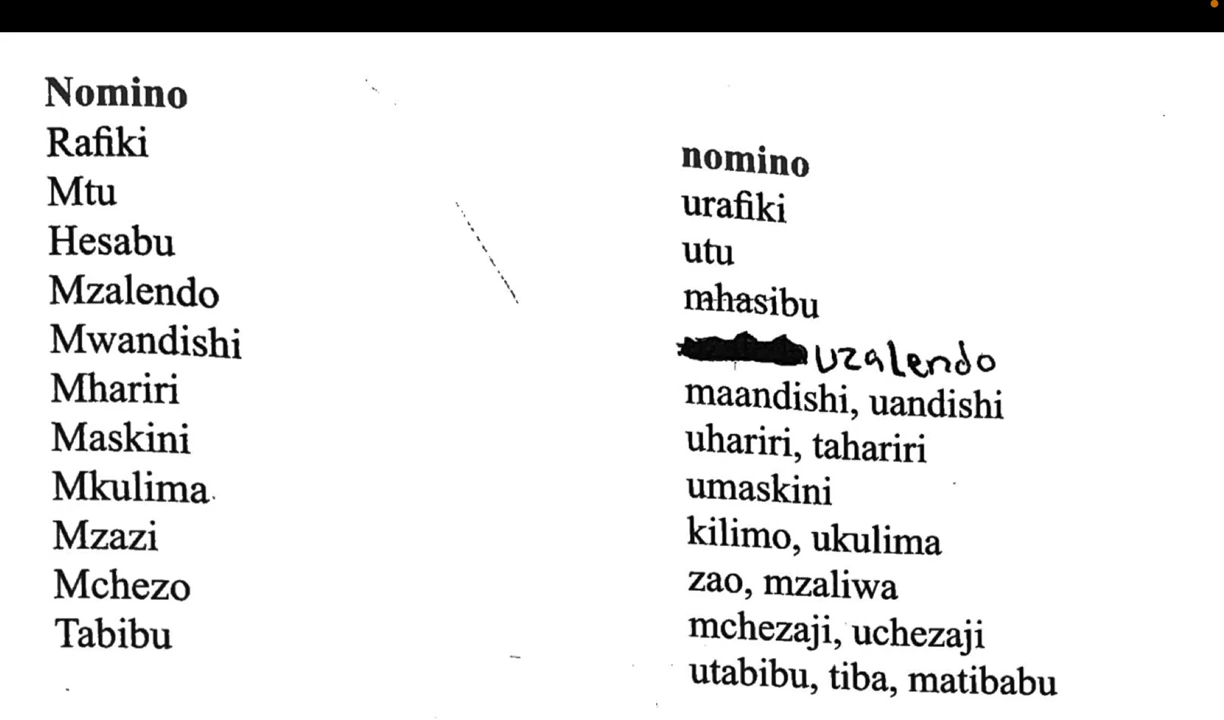 Nomino
Rafiki
Mtu
Hesabu
Mzalendo
Mwandishi
Mhariri
Maskini
Mkulima
Mzazi
Mchezo
Tabibu
nomino
urafiki
utu
mhasibu
uzalendo
maandishi, uandishi
uhariri, tahariri
umaskini
kilimo, ukulima
zao, mzaliwa
mchezaji, uchezaji
utabibu, tiba, matibabu